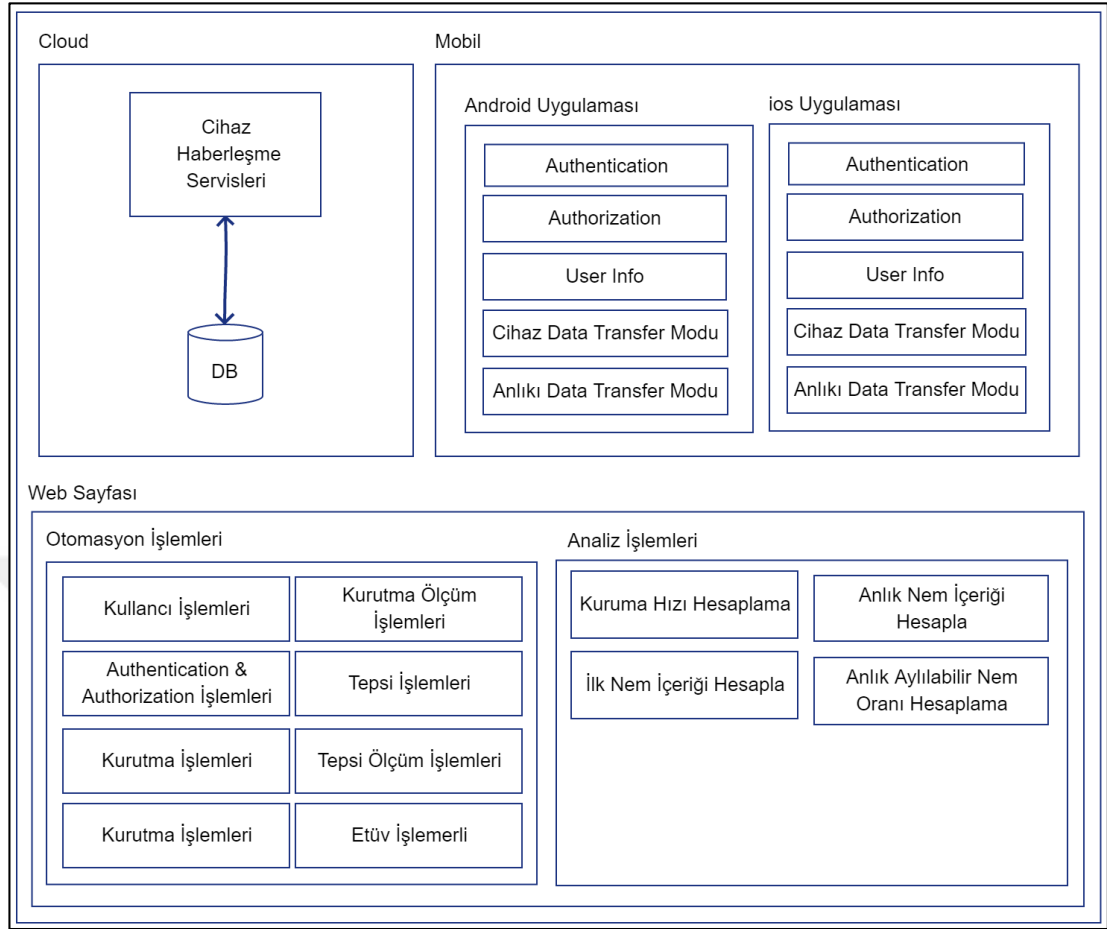 Cloud
Cihaz
Haberleşme
Servisleri
DB
Mobil
Android Uygulaması
Authentication
Authorization
User Info
Cihaz Data Transfer Modu
Anlıkı Data Transfer Modu
ios Uygulaması
Authentication
Authorization
User Info
Cihaz Data Transfer Modu
Anlıkı Data Transfer Modu
Web Sayfası
Otomasyon İşlemleri
Kullancı İşlemleri
Kurutma Ölçüm
İşlemleri
Authentication &
Authorization İşlemleri
Tepsi İşlemleri
Kurutma İşlemleri
Tepsi Ölçüm İşlemleri
Kurutma İşlemleri
Etüv İşlemerli
Analiz İşlemleri
Kuruma Hızı Hesaplama
Anlık Nem İçeriği
Hesapla
İlk Nem İçeriği Hesapla
Anlık Aylılabilir Nem
Oranı Hesaplama